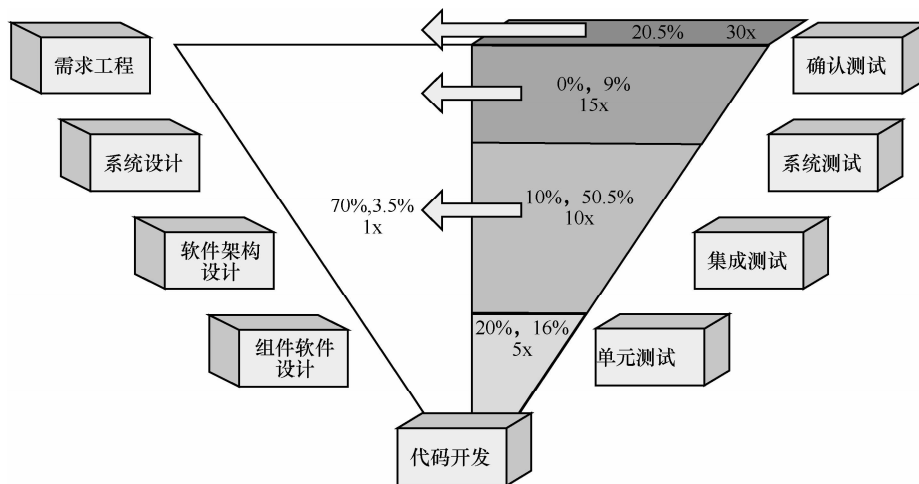 20.5% 30x
需求工程
确认测试
0%，9%
15x
系统设计
系统测试
70%,3.5%
1x
10%，50.5%
10x
软件架构
设计
集成测试
组件软件
设计
20%，16%
5x
单元测试
代码开发